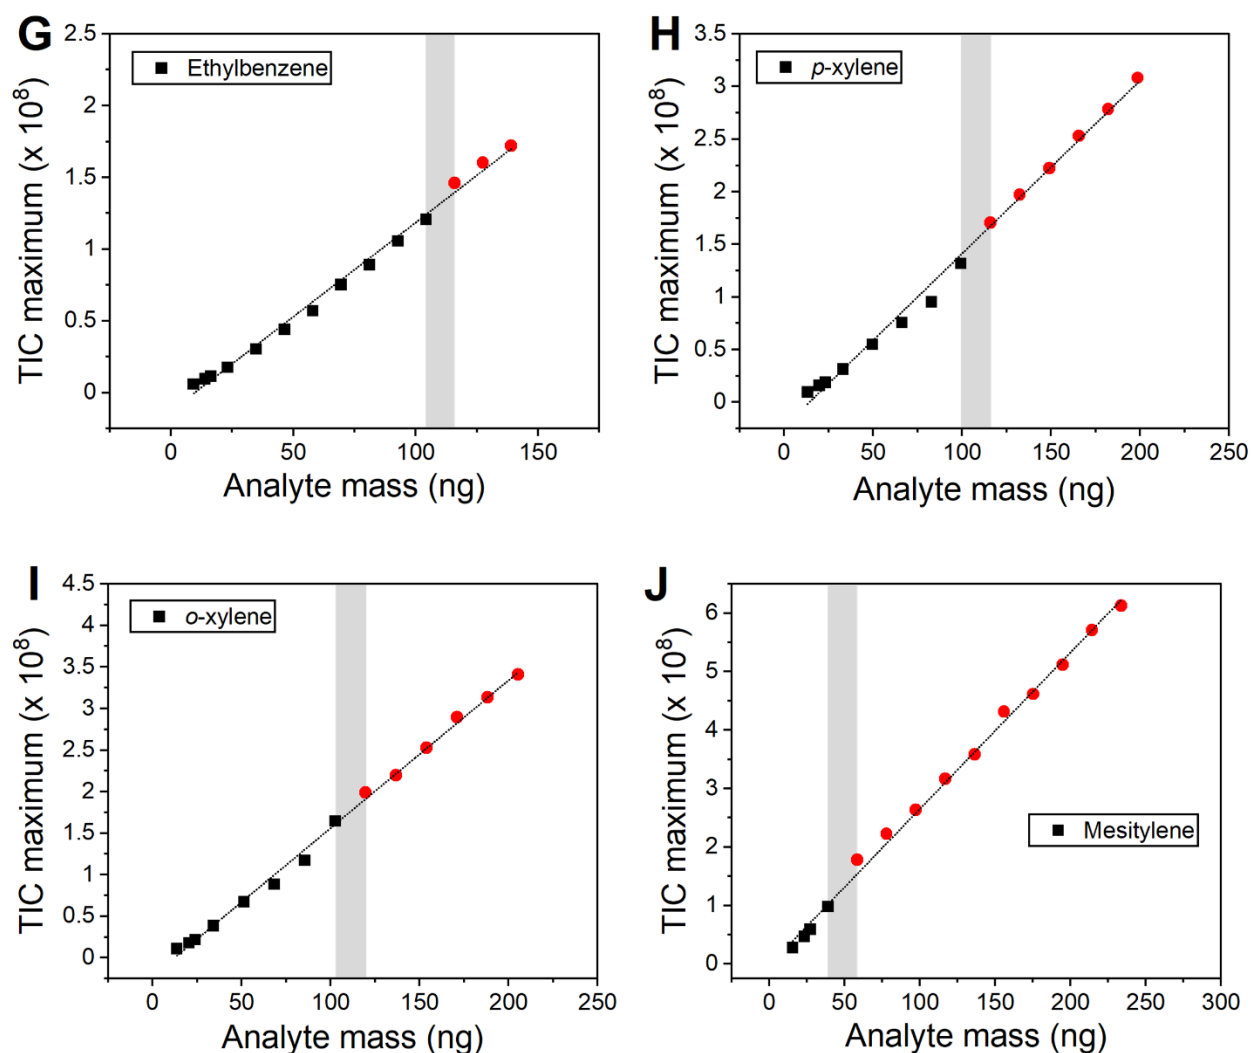 G
Ethylbenzene
TIC maximum (x 10⁸)
2.5
2
1.5
1
0.5
0
0 50 100 150
Analyte mass (ng)
H
p-xylene
TIC maximum (x 10⁸)
3.5
3
2.5
2
1.5
1
0.5
0
0 50 100 150 200 250
Analyte mass (ng)
I
o-xylene
TIC maximum (x 10⁸)
4.5
4
3.5
3
2.5
2
1.5
1
0.5
0
0 50 100 150 200 250
Analyte mass (ng)
J
Mesitylene
TIC maximum (x 10⁸)
6
5
4
3
2
1
0
0 50 100 150 200 250 300
Analyte mass (ng)